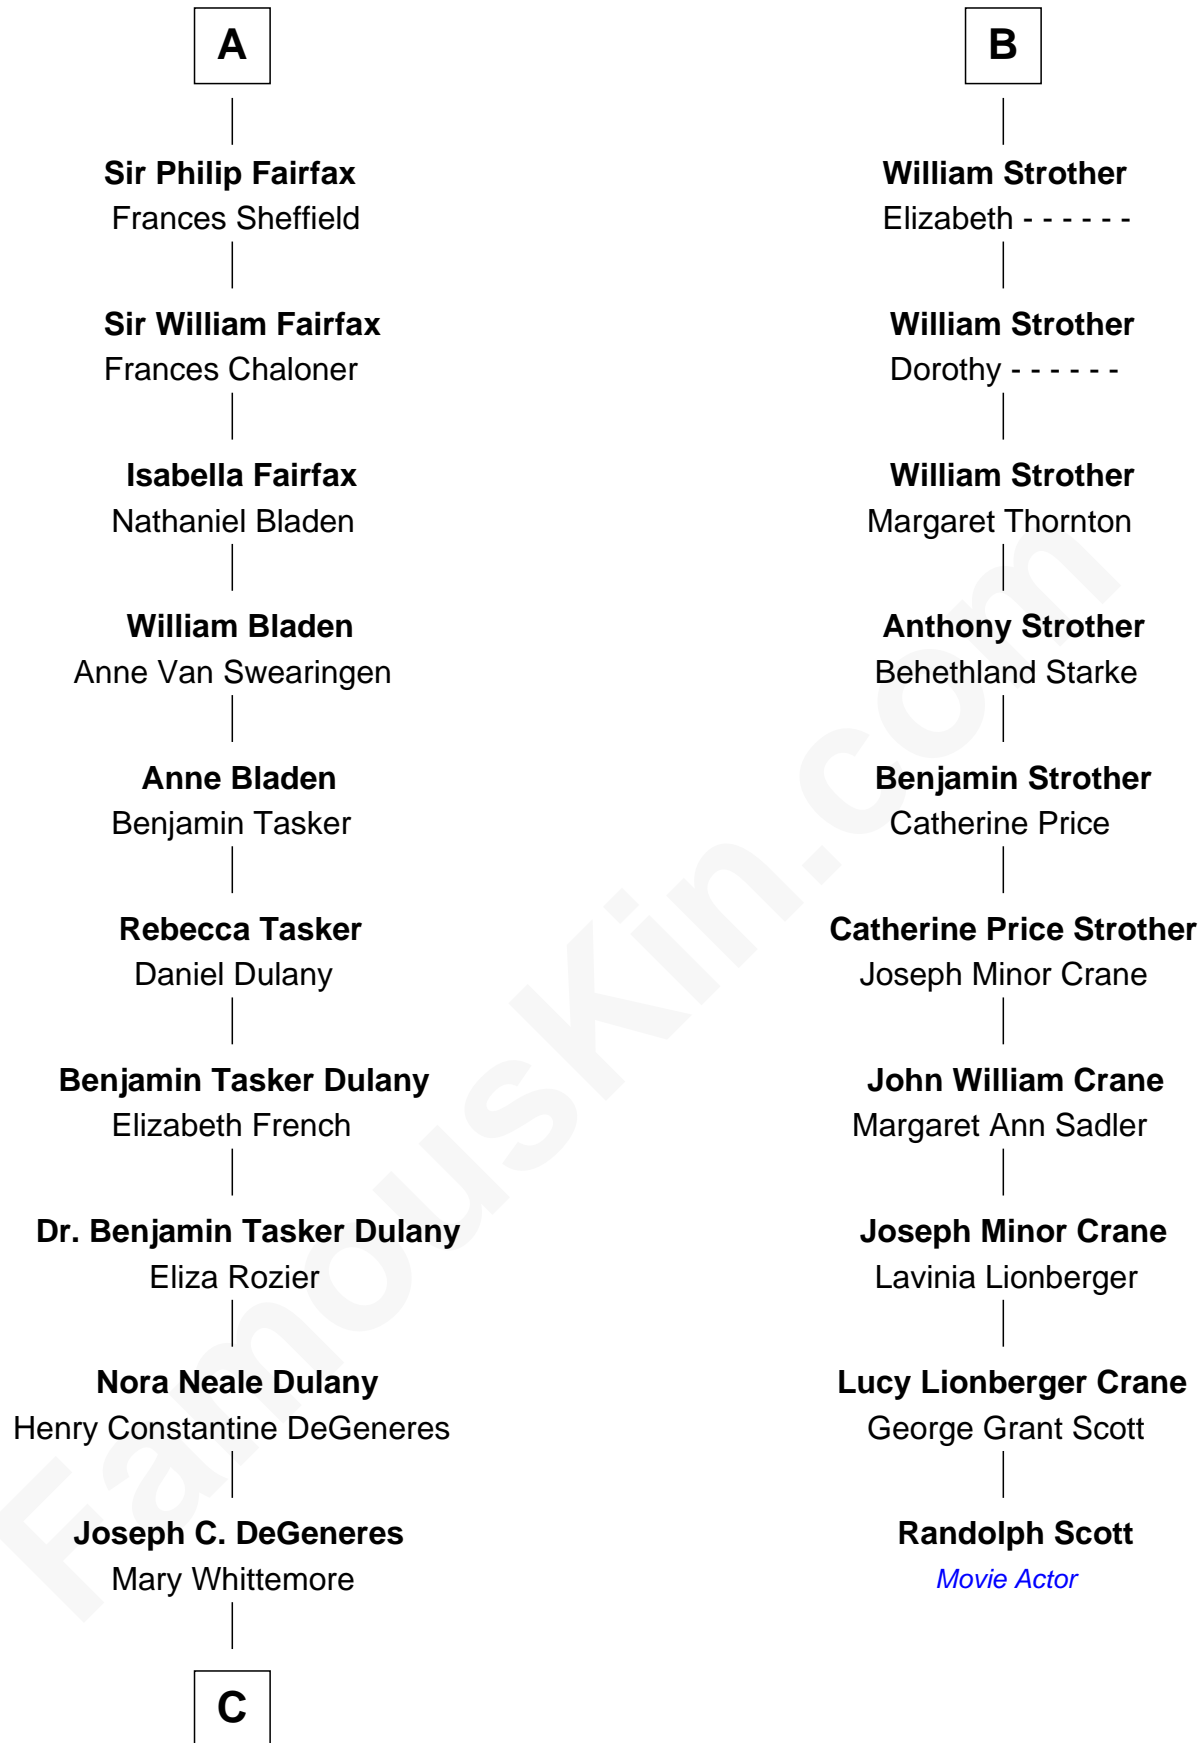 A
Sir Philip Fairfax
Frances Sheffield
Sir William Fairfax
Frances Chaloner
Isabella Fairfax
Nathaniel Bladen
William Bladen
Anne Van Swearingen
Anne Bladen
Benjamin Tasker
Rebecca Tasker
Daniel Dulany
Benjamin Tasker Dulany
Elizabeth French
Dr. Benjamin Tasker Dulany
Eliza Rozier
Nora Neale Dulany
Henry Constantine DeGeneres
Joseph C. DeGeneres
Mary Whittemore
C
B
William Strother
Elizabeth - - - - - -
William Strother
Dorothy - - - - - -
William Strother
Margaret Thornton
Anthony Strother
Behethland Starke
Benjamin Strother
Catherine Price
Catherine Price Strother
Joseph Minor Crane
John William Crane
Margaret Ann Sadler
Joseph Minor Crane
Lavinia Lionberger
Lucy Lionberger Crane
George Grant Scott
Randolph Scott
Movie Actor
FamousKin.com